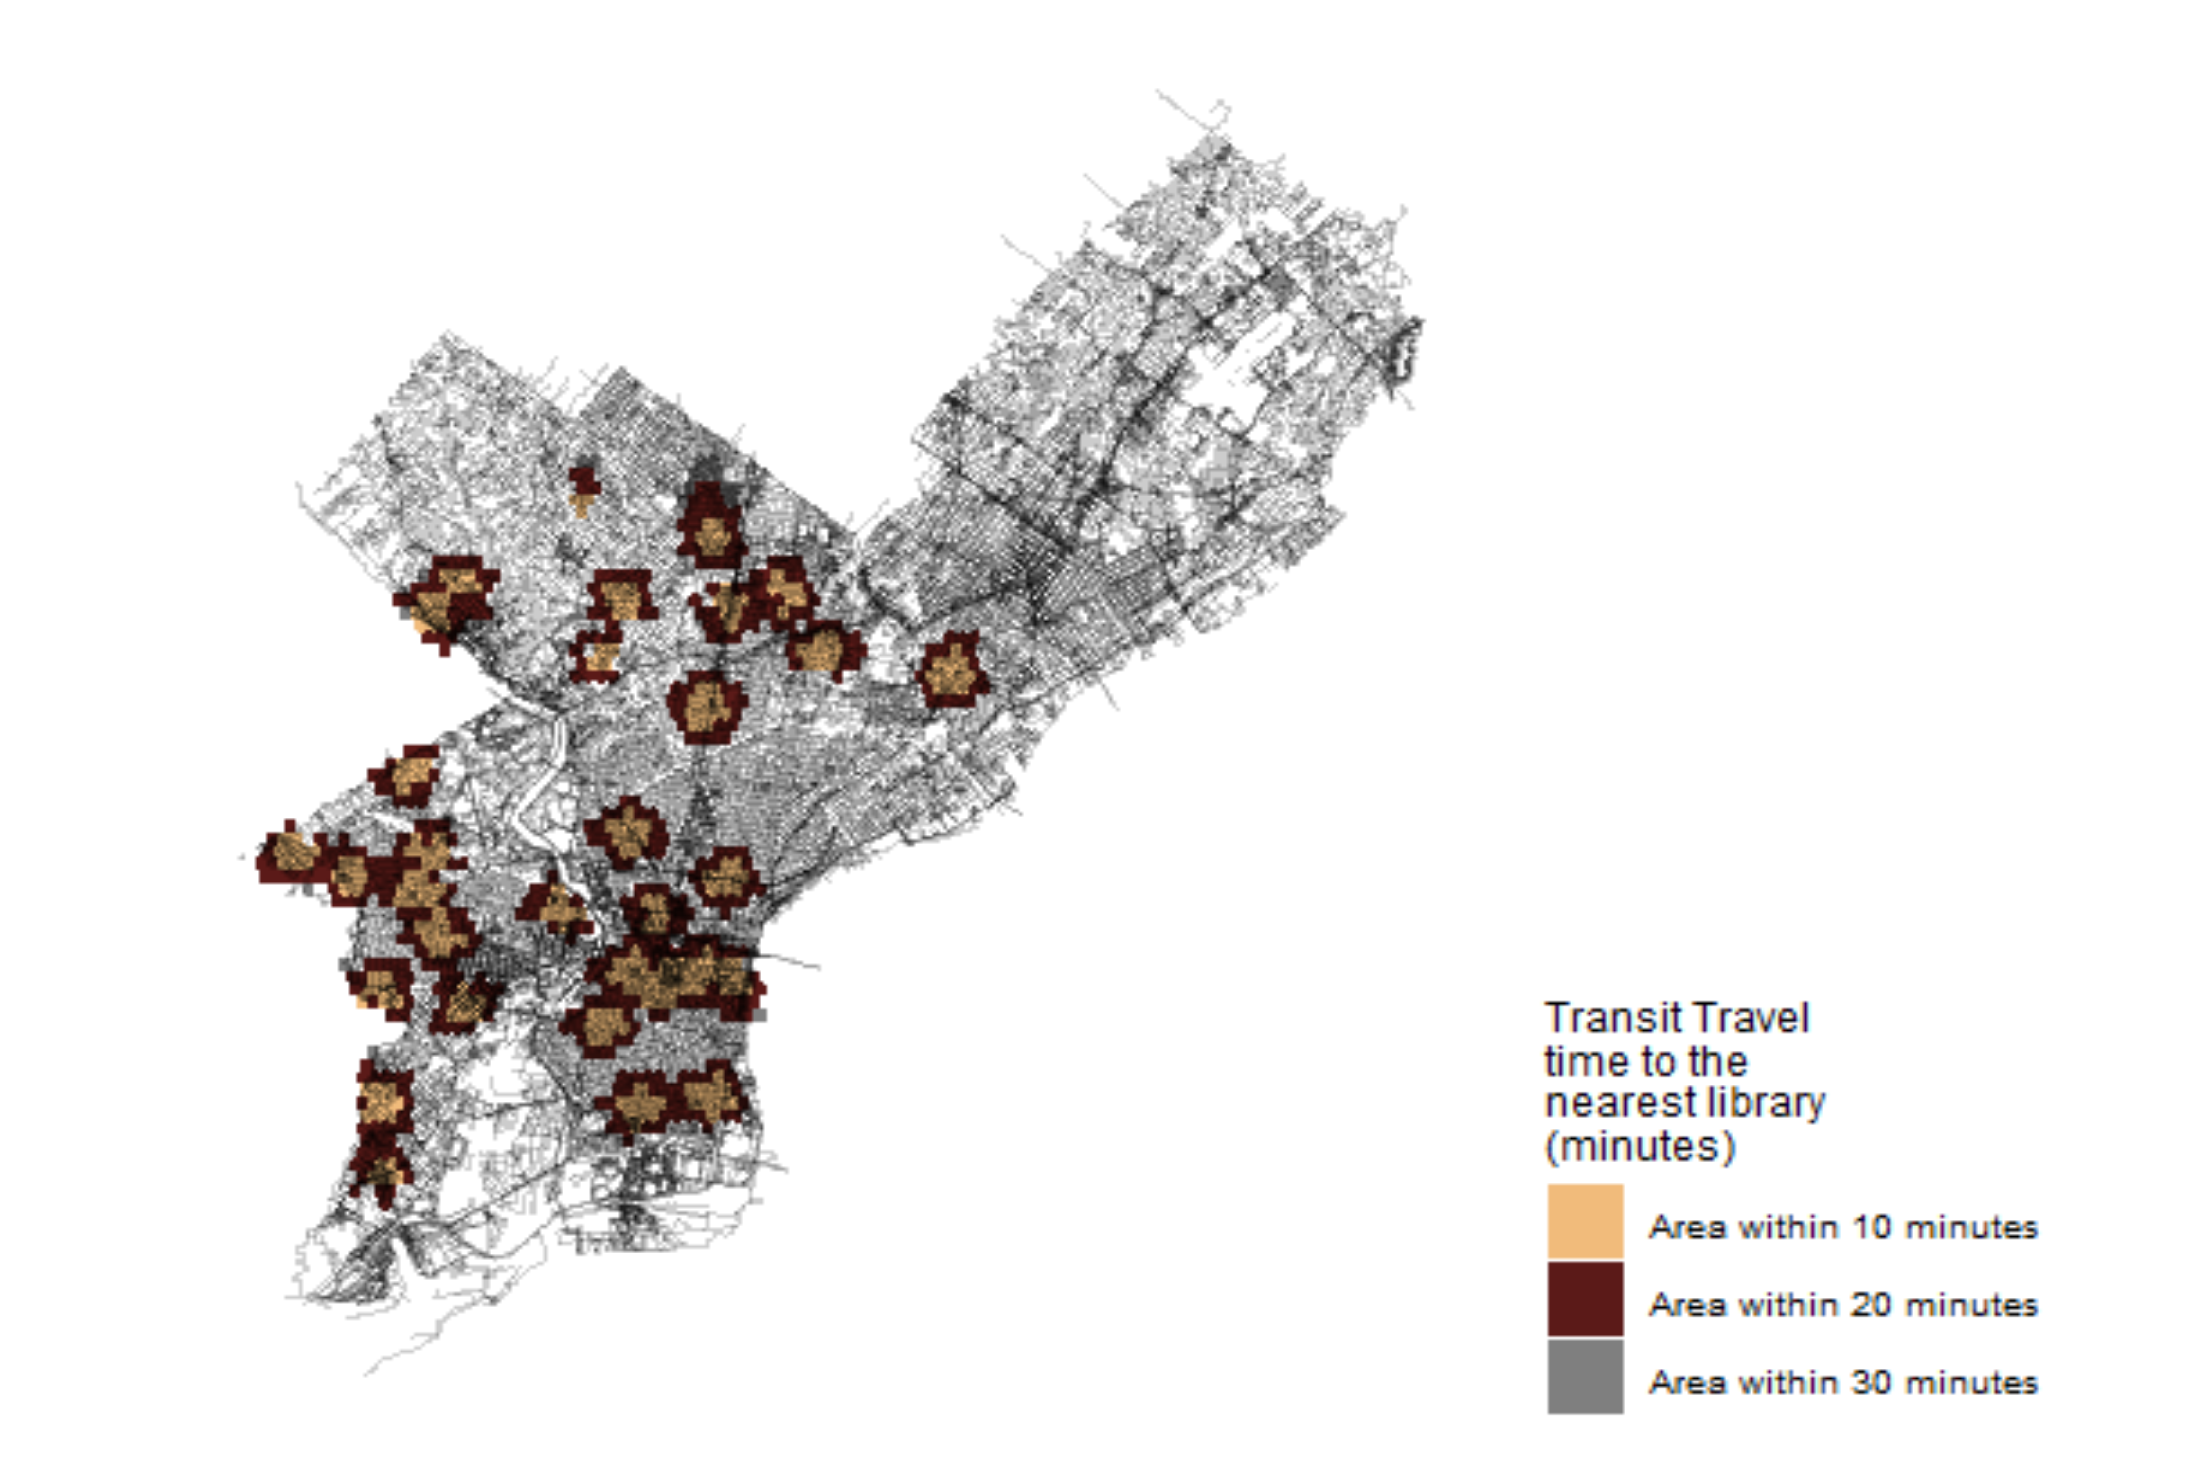 Transit Travel
time to the
nearest library
(minutes)
Area within 10 minutes
Area within 20 minutes
Area within 30 minutes